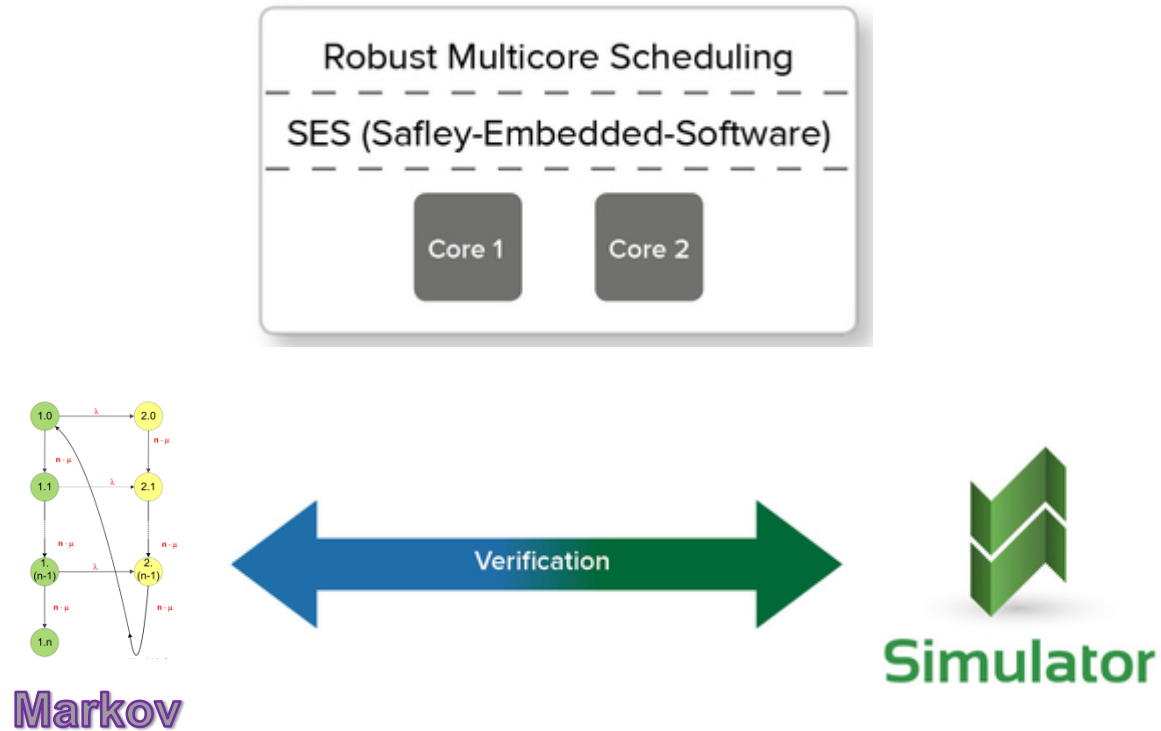 Robust Multicore Scheduling
SES (Safley-Embedded-Software)
Core 1
Core 2
1.0
λ
2.0
n · μ
n · μ
1.1
λ
2.1
n · μ
n · μ
1.
(n-1)
λ
2.
(n-1)
n · μ
n · μ
1.n
Verification
Simulator
Markov